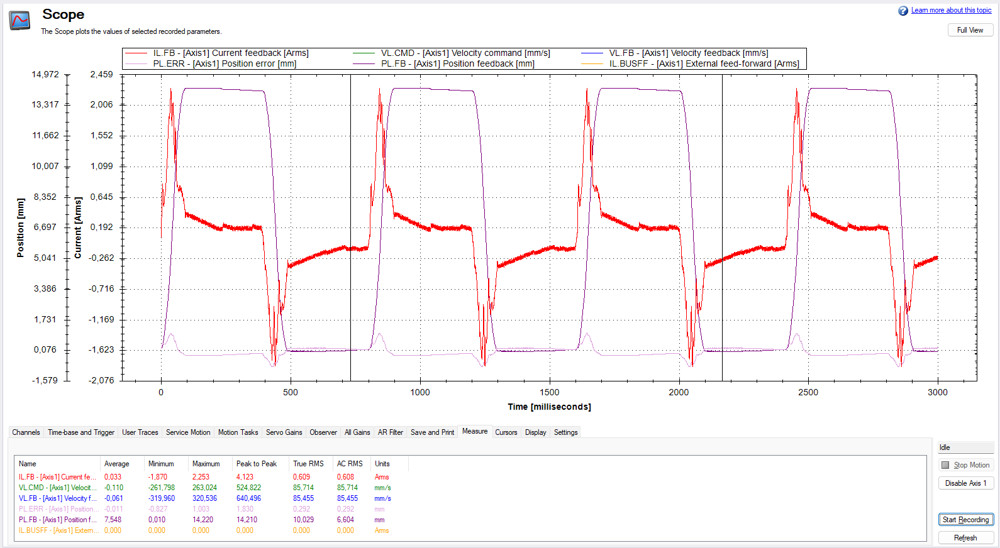 Scope
Learn more about this topic
The Scope plots the values of selected recorded parameters.
Full View
IL.FB - [Axis1] Current feedback [Arms] VL.CMD - [Axis1] Velocity command [mm/s] VL.FB - [Axis1] Velocity feedback [mm/s]
PL.ERR - [Axis1] Position error [mm] PL.FB - [Axis1] Position feedback [mm] IL.BUSFF - [Axis1] External feed-forward [Arms]
14,972 2,459
13,317 2,006
11,662 1,552
10,007 1,099
8,352 0,645
6,697 0,192
5,041 -0,262
3,386 -0,716
1,731 -1,169
0,076 -1,623
-1,579 -2,076
Position [mm]
Current [Arms]
0 500 1000 1500 2000 2500 3000
Time [milliseconds]
Channels Time-base and Trigger User Traces Service Motion Motion Tasks Servo Gains Observer All Gains AR Filter Save and Print Measure Cursors Display Settings
Name Average Minimum Maximum Peak to Peak True RMS AC RMS Units
IL.FB - [Axis1] Current fe... 0,033 -1,870 2,253 4,123 0,609 0,608 Arms
VL.CMD - [Axis1] Velocit... -0,110 -261,798 263,024 524,822 85,714 85,714 mm/s
VL.FB - [Axis1] Velocity f... -0,061 -319,960 320,536 640,496 85,455 85,455 mm/s
PL.ERR - [Axis1] Position... -0,011 -0,827 1,003 1,830 0,292 0,292 mm
PL.FB - [Axis1] Position f... 7,548 0,010 14,220 14,210 10,029 6,604 mm
IL.BUSFF - [Axis1] Extern... 0,000 0,000 0,000 0,000 0,000 0,000 Arms
Idle
Stop Motion
Disable Axis 1
Start Recording
Refresh